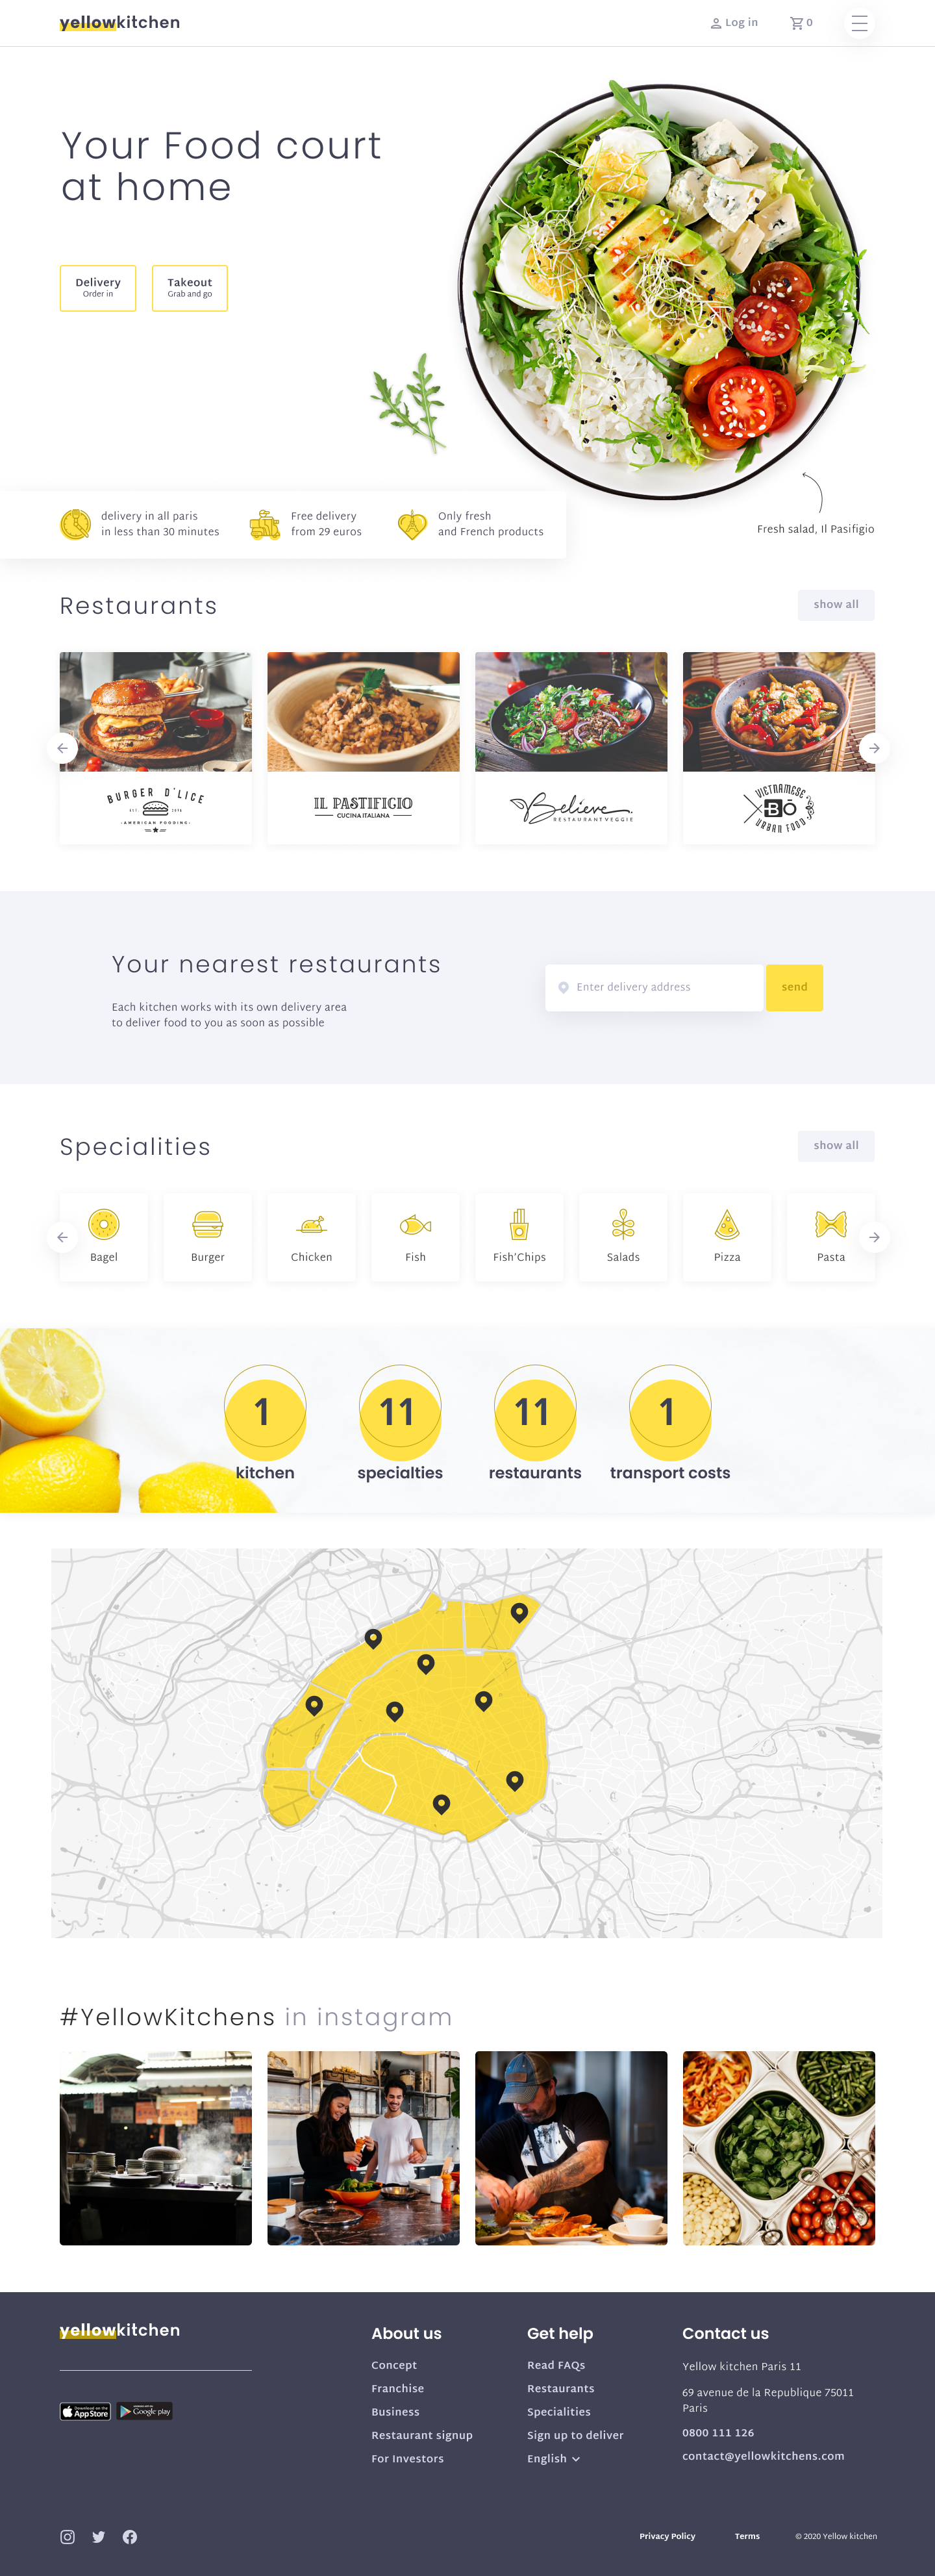 yellowkitchen
Log in
0
Your Food court
at home
Delivery
Order in
Takeout
Grab and go
delivery in all paris
in less than 30 minutes
Free delivery
from 29 euros
Only fresh
and French products
Fresh salad, Il Pasifigio
Restaurants
show all
BURGER D'LICE
EST.
AMERICAN FOODING
IL PASTIFICIO
CUCINA ITALIANA
Believe
RESTAURANT VEGGIE
VIETNAMESE
BÔ
URBAN FOOD
Your nearest restaurants
Each kitchen works with its own delivery area
to deliver food to you as soon as possible
Enter delivery address
send
Specialities
show all
Bagel
Burger
Chicken
Fish
Fish'Chips
Salads
Pizza
Pasta
1
kitchen
11
specialties
11
restaurants
1
transport costs
#YellowKitchens in instagram
yellowkitchen
Download on the
App Store
Google play
About us
Concept
Franchise
Business
Restaurant signup
For Investors
Get help
Read FAQs
Restaurants
Specialities
Sign up to deliver
English
Contact us
Yellow kitchen Paris 11
69 avenue de la Republique 75011
Paris
0800 111 126
contact@yellowkitchens.com
Privacy Policy
Terms
© 2020 Yellow kitchen